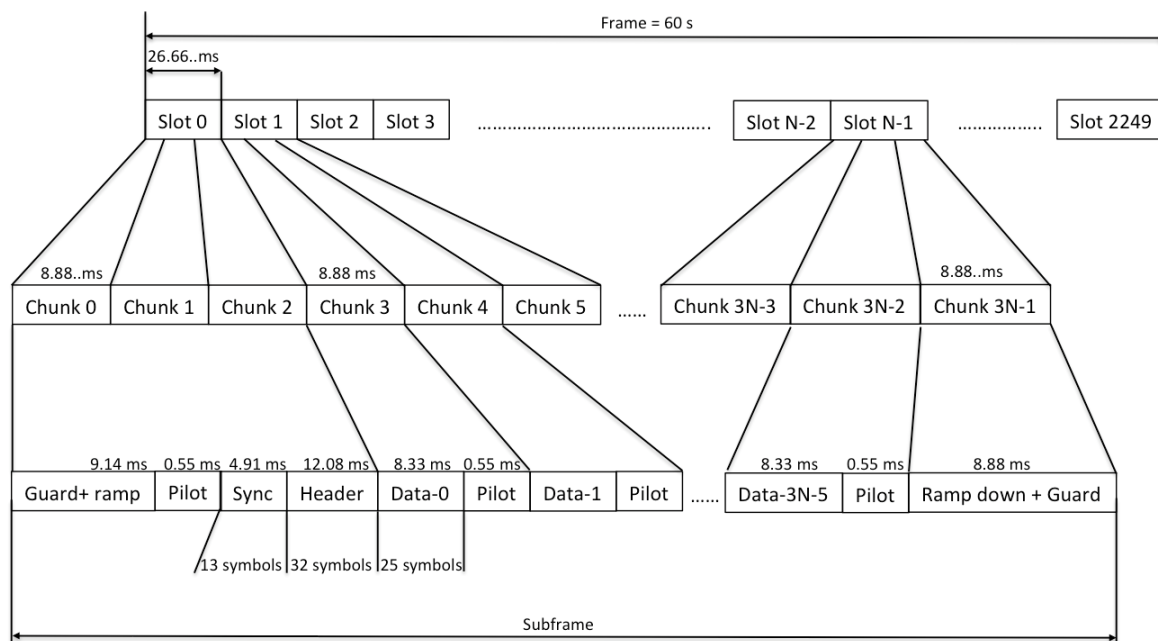 Frame = 60 s
26.66..ms
Slot 0 Slot 1 Slot 2 Slot 3 ............................................. Slot N-2 Slot N-1 ................ Slot 2249
8.88..ms 8.88 ms 8.88..ms
Chunk 0 Chunk 1 Chunk 2 Chunk 3 Chunk 4 Chunk 5 ...... Chunk 3N-3 Chunk 3N-2 Chunk 3N-1
9.14 ms 0.55 ms 4.91 ms 12.08 ms 8.33 ms 0.55 ms 8.33 ms 0.55 ms 8.88 ms
Guard+ ramp Pilot Sync Header Data-0 Pilot Data-1 Pilot ...... Data-3N-5 Pilot Ramp down + Guard
13 symbols 32 symbols 25 symbols
Subframe